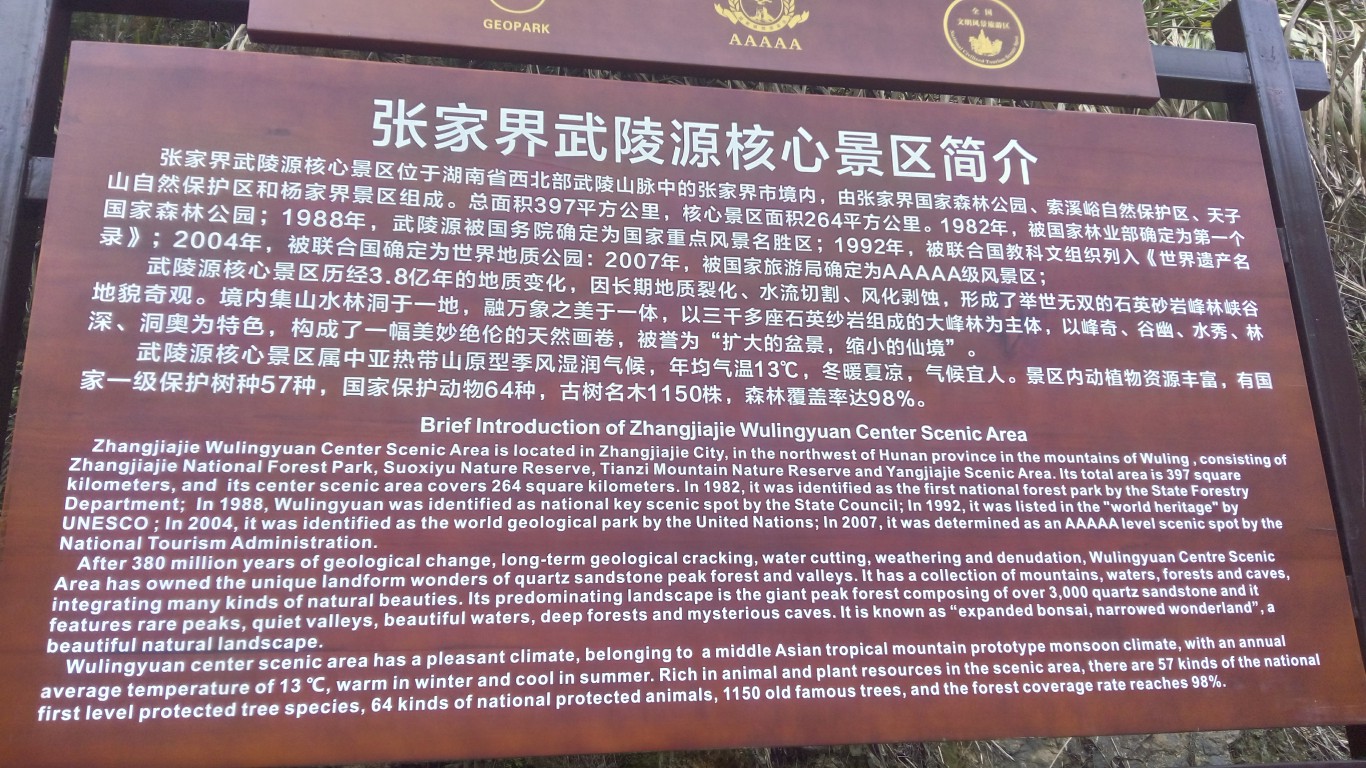 GEOPARK
AAAAA
全国
文明风景旅游区
张家界武陵源核心景区简介
张家界武陵源核心景区位于湖南省西北部武陵山脉中的张家界市境内，由张家界国家森林公园、索溪峪自然保护区、天子
山自然保护区和杨家界景区组成。总面积397平方公里，核心景区面积264平方公里。1982年，被国家林业部确定为第一个
国家森林公园；1988年，武陵源被国务院确定为国家重点风景名胜区；1992年，被联合国教科文组织列入《世界遗产名
录》；2004年，被联合国确定为世界地质公园：2007年，被国家旅游局确定为AAAAA级风景区；
武陵源核心景区历经3.8亿年的地质变化，因长期地质裂化、水流切割、风化剥蚀，形成了举世无双的石英砂岩峰林峡谷
地貌奇观。境内集山水林洞于一地，融万象之美于一体，以三千多座石英纱岩组成的大峰林为主体，以峰奇、谷幽、水秀、林
深、洞奥为特色，构成了一幅美妙绝伦的天然画卷，被誉为“扩大的盆景，缩小的仙境”。
武陵源核心景区属中亚热带山原型季风湿润气候，年均气温13℃，冬暖夏凉，气候宜人。景区内动植物资源丰富，有国
家一级保护树种57种，国家保护动物64种，古树名木1150株，森林覆盖率达98%。
Brief Introduction of Zhangjiajie Wulingyuan Center Scenic Area
Zhangjiajie Wulingyuan Center Scenic Area is located in Zhangjiajie City, in the northwest of Hunan province in the mountains of Wuling , consisting of
Zhangjiajie National Forest Park, Suoxiyu Nature Reserve, Tianzi Mountain Nature Reserve and Yangjiajie Scenic Area. Its total area is 397 square
kilometers, and its center scenic area covers 264 square kilometers. In 1982, it was identified as the first national forest park by the State Forestry
Department; In 1988, Wulingyuan was identified as national key scenic spot by the State Council; In 1992, it was listed in the "world heritage" by
UNESCO ; In 2004, it was identified as the world geological park by the United Nations; In 2007, it was determined as an AAAAA level scenic spot by the
National Tourism Administration.
After 380 million years of geological change, long-term geological cracking, water cutting, weathering and denudation, Wulingyuan Centre Scenic
Area has owned the unique landform wonders of quartz sandstone peak forest and valleys. It has a collection of mountains, waters, forests and caves,
integrating many kinds of natural beauties. Its predominating landscape is the giant peak forest composing of over 3,000 quartz sandstone and it
features rare peaks, quiet valleys, beautiful waters, deep forests and mysterious caves. It is known as “expanded bonsai, narrowed wonderland”, a
beautiful natural landscape.
Wulingyuan center scenic area has a pleasant climate, belonging to a middle Asian tropical mountain prototype monsoon climate, with an annual
average temperature of 13 ℃, warm in winter and cool in summer. Rich in animal and plant resources in the scenic area, there are 57 kinds of the national
first level protected tree species, 64 kinds of national protected animals, 1150 old famous trees, and the forest coverage rate reaches 98%.